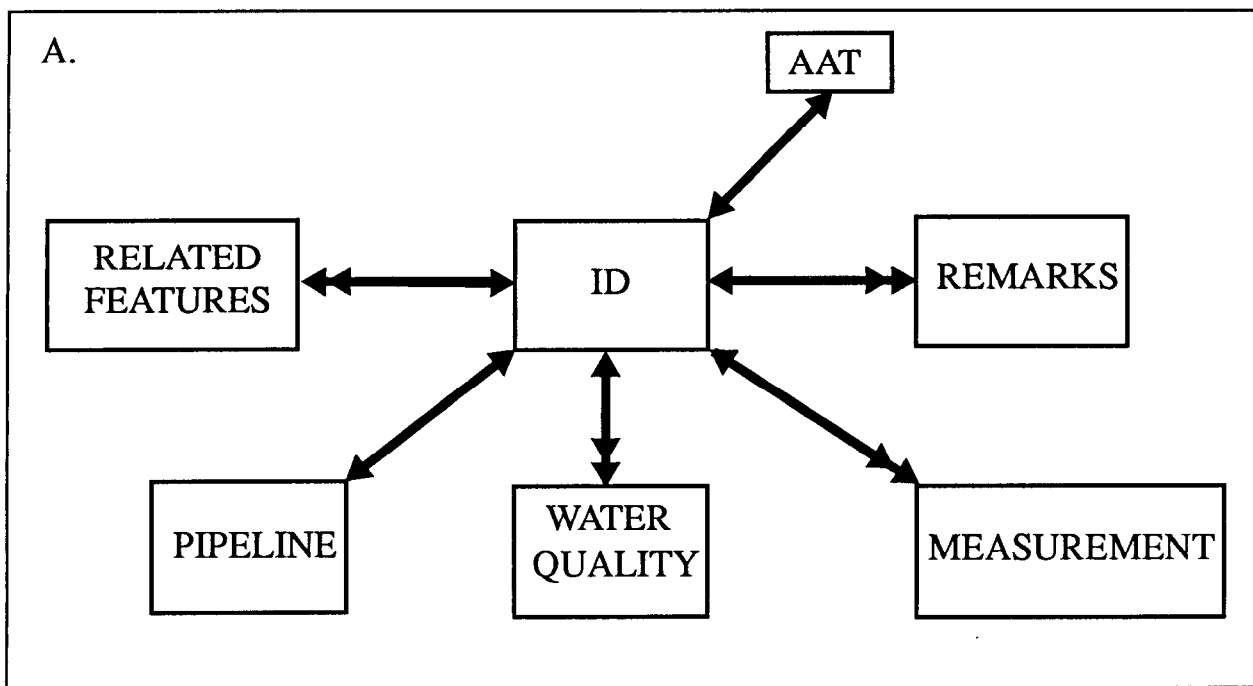 A.
AAT
RELATED
FEATURES
ID
REMARKS
PIPELINE
WATER
QUALITY
MEASUREMENT